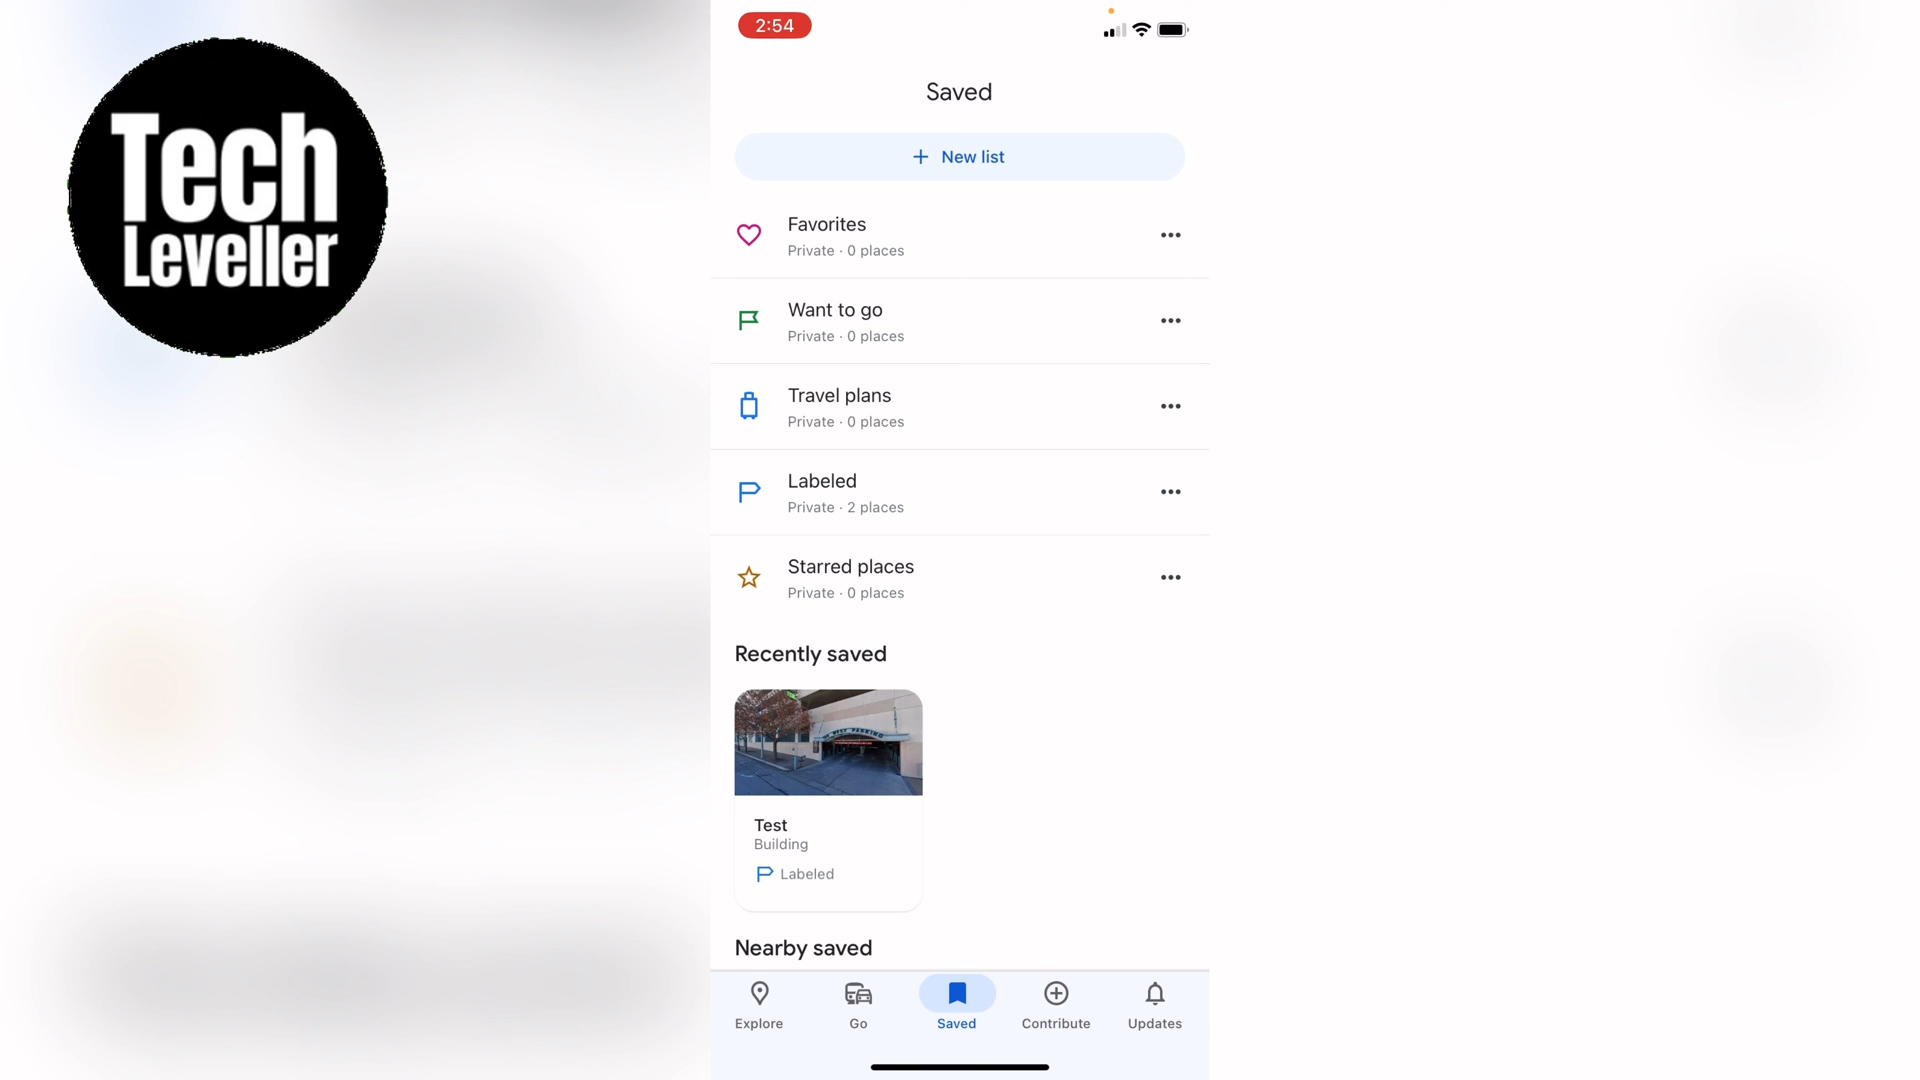 Tech
Leveller
2:54
Saved
+ New list
Favorites
Private · 0 places
Want to go
Private · 0 places
Travel plans
Private · 0 places
Labeled
Private · 2 places
Starred places
Private · 0 places
Recently saved
WEST PARKING
Test
Building
Labeled
Nearby saved
Explore
Go
Saved
Contribute
Updates